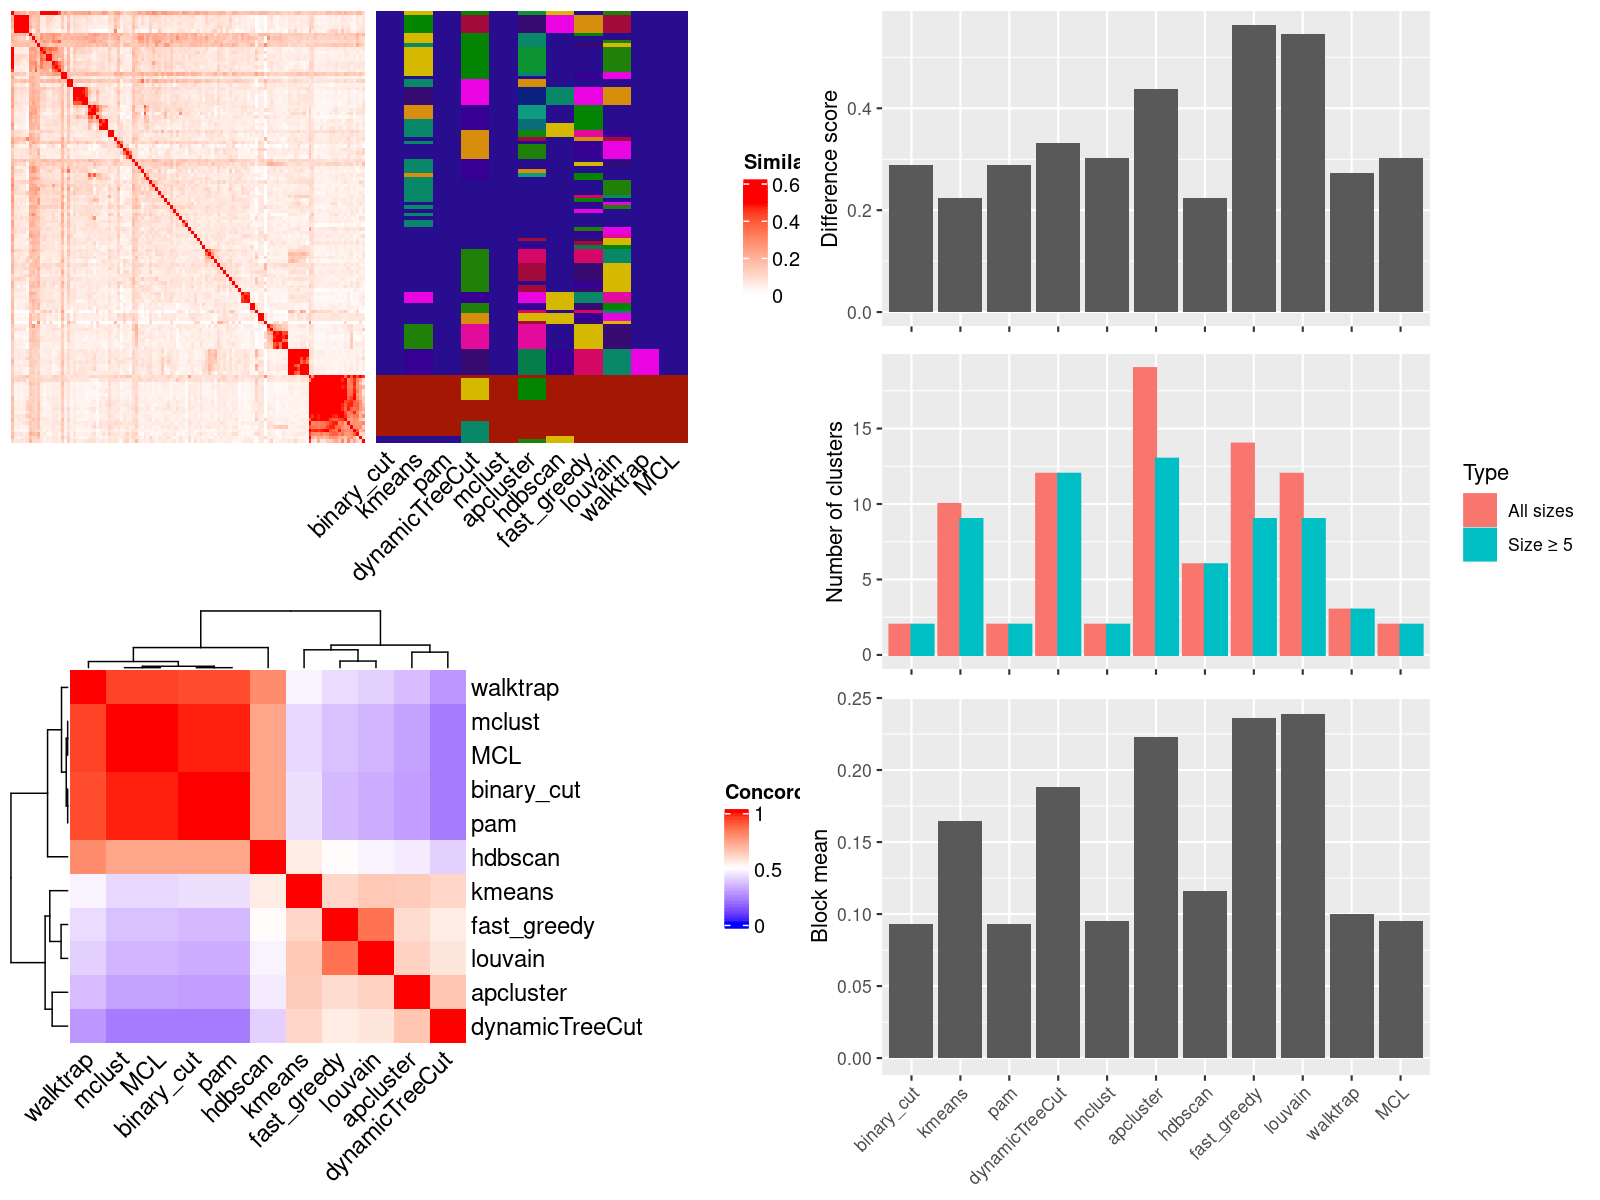 Simila
0.6
0.4
0.2
0
binary_cut
kmeans
pam
dynamicTreeCut
mclust
apcluster
hdbscan
fast_greedy
louvain
walktrap
MCL
Difference score
0.4
0.2
0.0
Number of clusters
15
10
5
0
Type
All sizes
Size ≥ 5
walktrap
mclust
MCL
binary_cut
pam
hdbscan
kmeans
fast_greedy
louvain
apcluster
dynamicTreeCut
walktrap
mclust
MCL
binary_cut
pam
hdbscan
kmeans
fast_greedy
louvain
apcluster
dynamicTreeCut
Concord
1
0.5
0
Block mean
0.25
0.20
0.15
0.10
0.05
0.00
binary_cut
kmeans
pam
dynamicTreeCut
mclust
apcluster
hdbscan
fast_greedy
louvain
walktrap
MCL